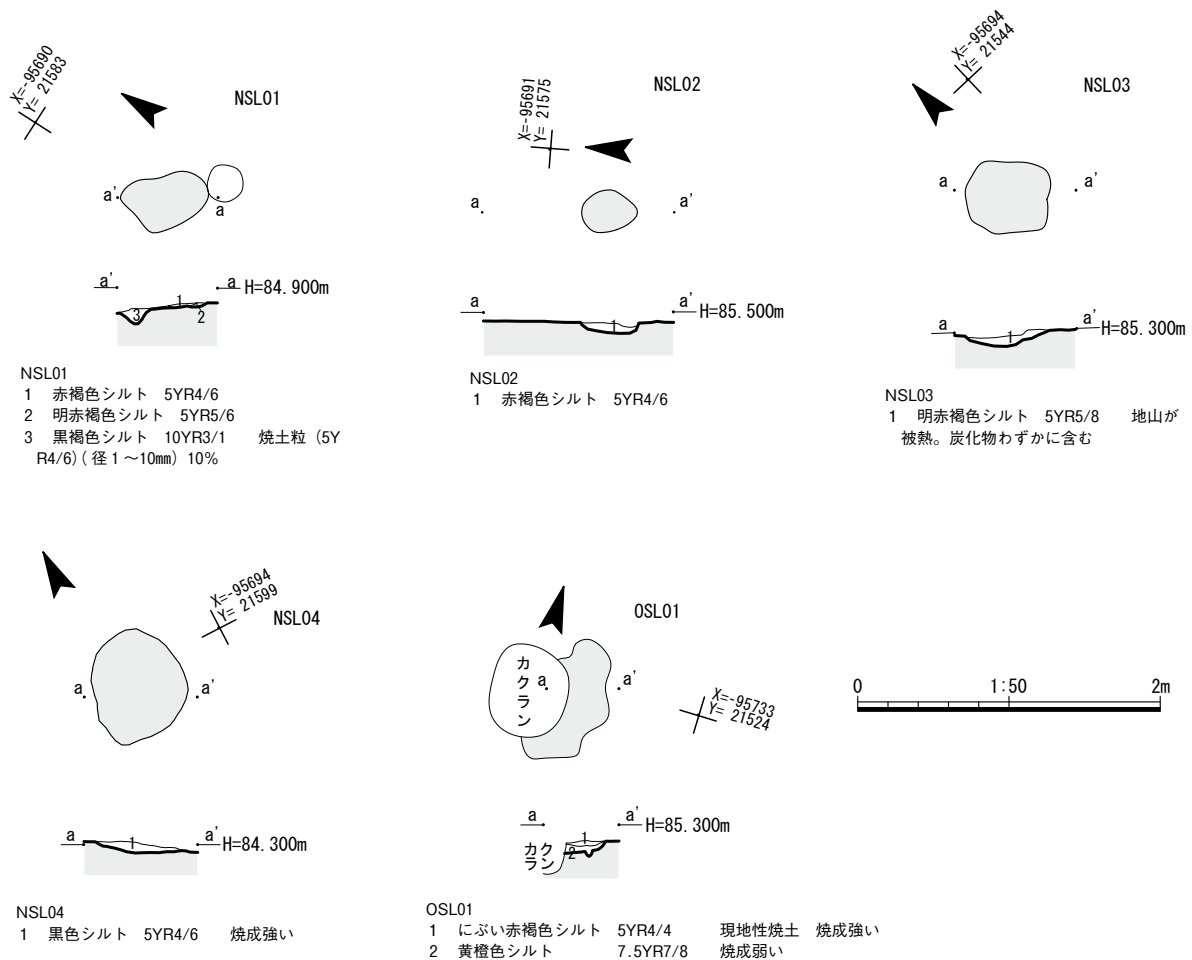 X=-95690
Y= 21583
NSL01
a'
a
a'
a
H=84.900m
1
3
2
NSL01
1 赤褐色シルト 5YR4/6
2 明赤褐色シルト 5YR5/6
3 黒褐色シルト 10YR3/1 焼土粒（5Y
R4/6)(径1～10mm) 10%
X=-95691
Y= 21575
NSL02
a
a'
a
a'
H=85.500m
1
NSL02
1 赤褐色シルト 5YR4/6
X=-95694
Y= 21544
NSL03
a
a'
a
a'
H=85.300m
1
NSL03
1 明赤褐色シルト 5YR5/8 地山が
被熱。炭化物わずかに含む
X=-95694
Y= 21599
NSL04
a
a'
a
a'
H=84.300m
1
NSL04
1 黒色シルト 5YR4/6 焼成強い
OSL01
カクラン
a
a'
X=-95733
Y= 21524
a
a'
H=85.300m
カク
ラン
1
2
OSL01
1 にぶい赤褐色シルト 5YR4/4 現地性焼土 焼成強い
2 黄橙色シルト 7.5YR7/8 焼成弱い
0 1:50 2m